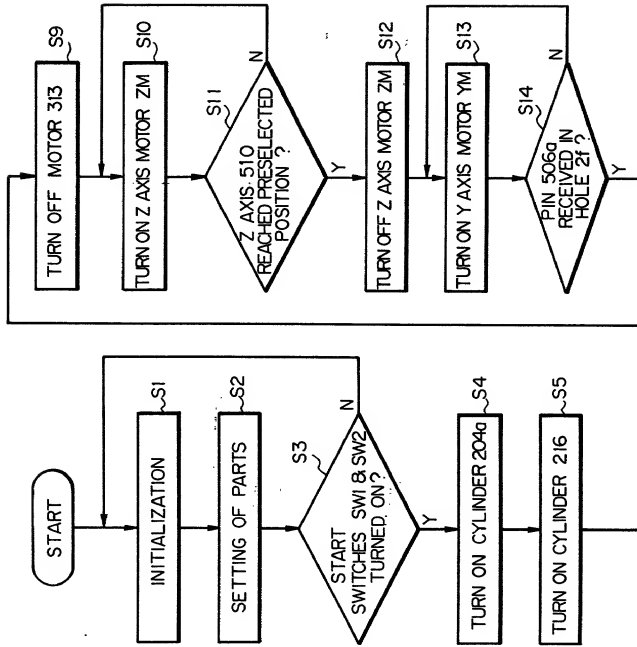 START
INITIALIZATION
S1
SETTING OF PARTS
S2
START
SWITCHES SW1 & SW2
TURNED ON ?
S3
N
Y
TURN ON CYLINDER 204a
S4
TURN ON CYLINDER 216
S5
TURN OFF MOTOR 313
S9
TURN ON Z AXIS MOTOR ZM
S10
Z AXIS 510
REACHED PRESELECTED
POSITION ?
S11
N
Y
TURN OFF Z AXIS MOTOR ZM
S12
TURN ON Y AXIS MOTOR YM
S13
PIN 506a
RECEIVED IN
HOLE 2f ?
S14
N
Y